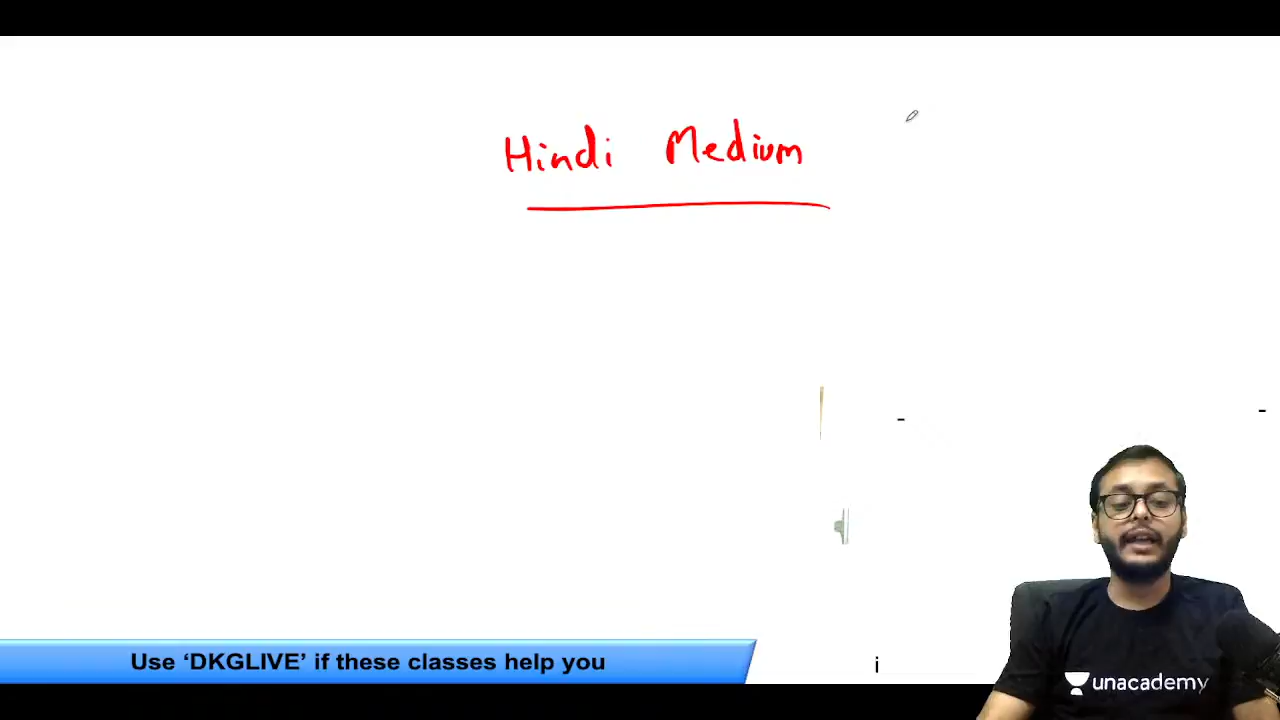 Hindi Medium
unacademy
Use ‘DKGLIVE’ if these classes help you
i